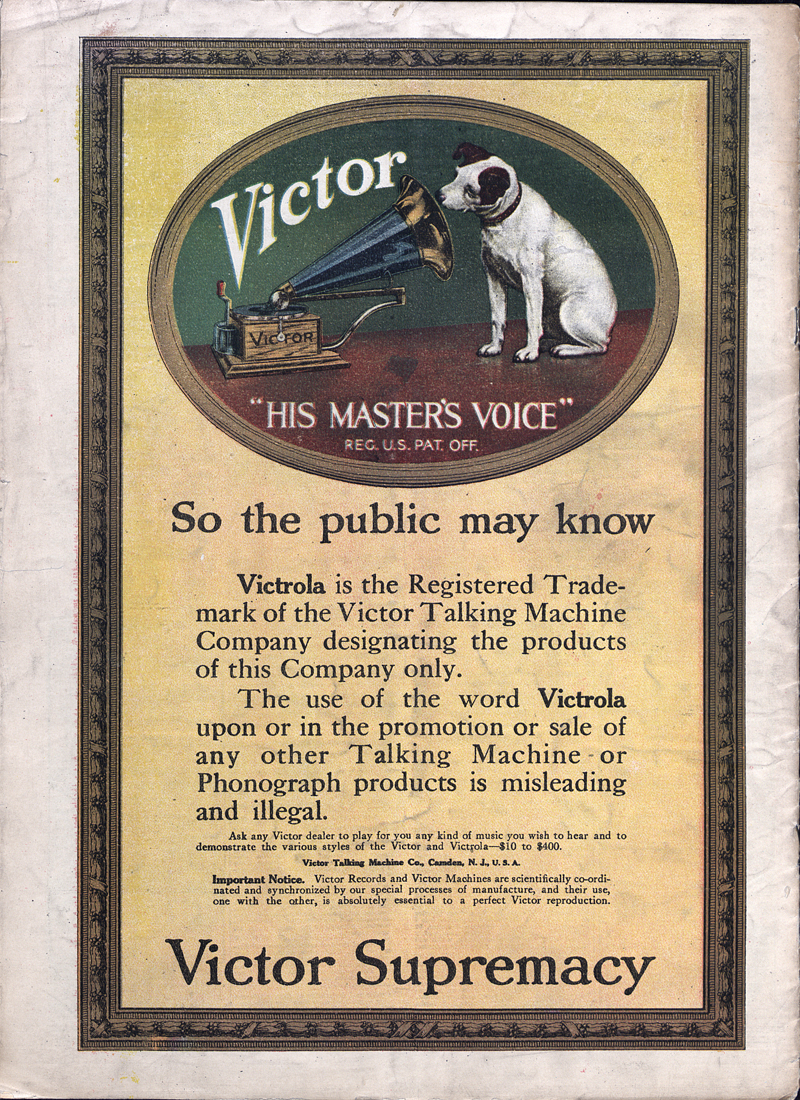 Victor
VICTOR
"HIS MASTER'S VOICE"
REG. U.S. PAT. OFF.
So the public may know
Victrola is the Registered Trade-
mark of the Victor Talking Machine
Company designating the products
of this Company only.
The use of the word Victrola
upon or in the promotion or sale of
any other Talking Machine or
Phonograph products is misleading
and illegal.
Ask any Victor dealer to play for you any kind of music you wish to hear and to
demonstrate the various styles of the Victor and Victrola—$10 to $400.
Victor Talking Machine Co., Camden, N. J., U. S. A.
Important Notice. Victor Records and Victor Machines are scientifically co-ordi-
nated and synchronized by our special processes of manufacture, and their use,
one with the other, is absolutely essential to a perfect Victor reproduction.
Victor Supremacy